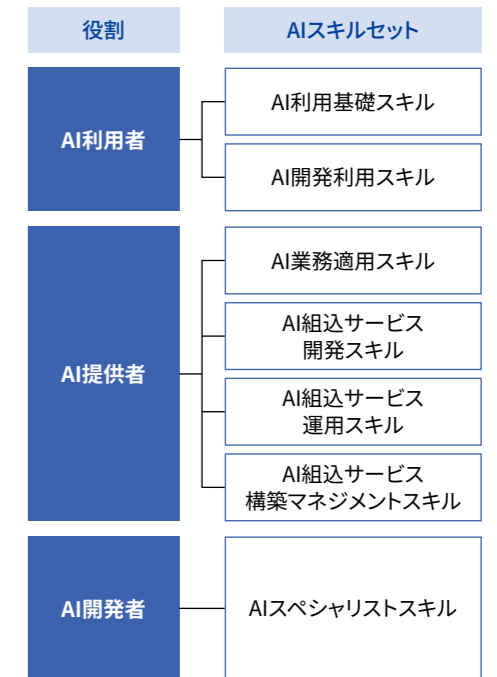 役割
AIスキルセット
AI利用者
AI利用基礎スキル
AI開発利用スキル
AI提供者
AI業務適用スキル
AI組込サービス
開発スキル
AI組込サービス
運用スキル
AI組込サービス
構築マネジメントスキル
AI開発者
AIスペシャリストスキル